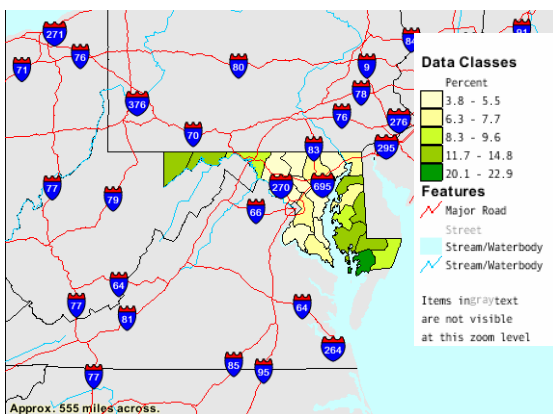 271
76
71
80
84
91
9
78
376
76
276
70
83
295
77
79
270
695
66
64
77
81
64
264
77
85
95
Approx. 555 miles across.
Data Classes
Percent
3.8 - 5.5
6.3 - 7.7
8.3 - 9.6
11.7 - 14.8
20.1 - 22.9
Features
Major Road
Street
Stream/Waterbody
Stream/Waterbody
Items in gray text
are not visible
at this zoom level